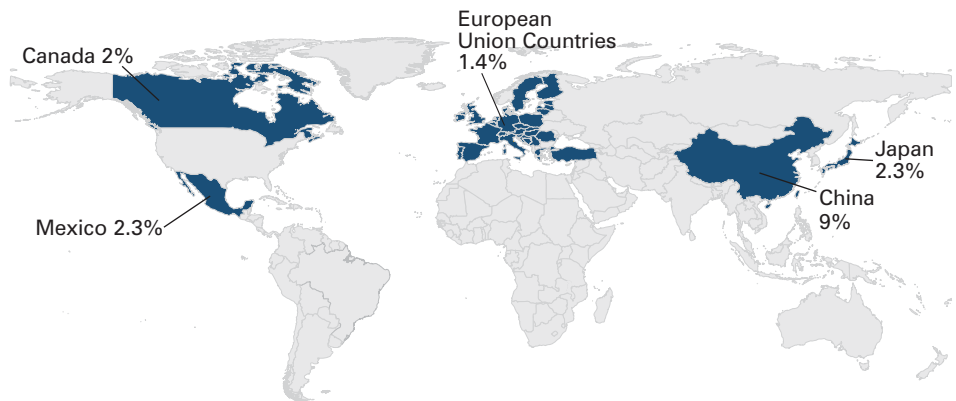 European
Union Countries
1.4%
Canada 2%
Japan
2.3%
China
9%
Mexico 2.3%